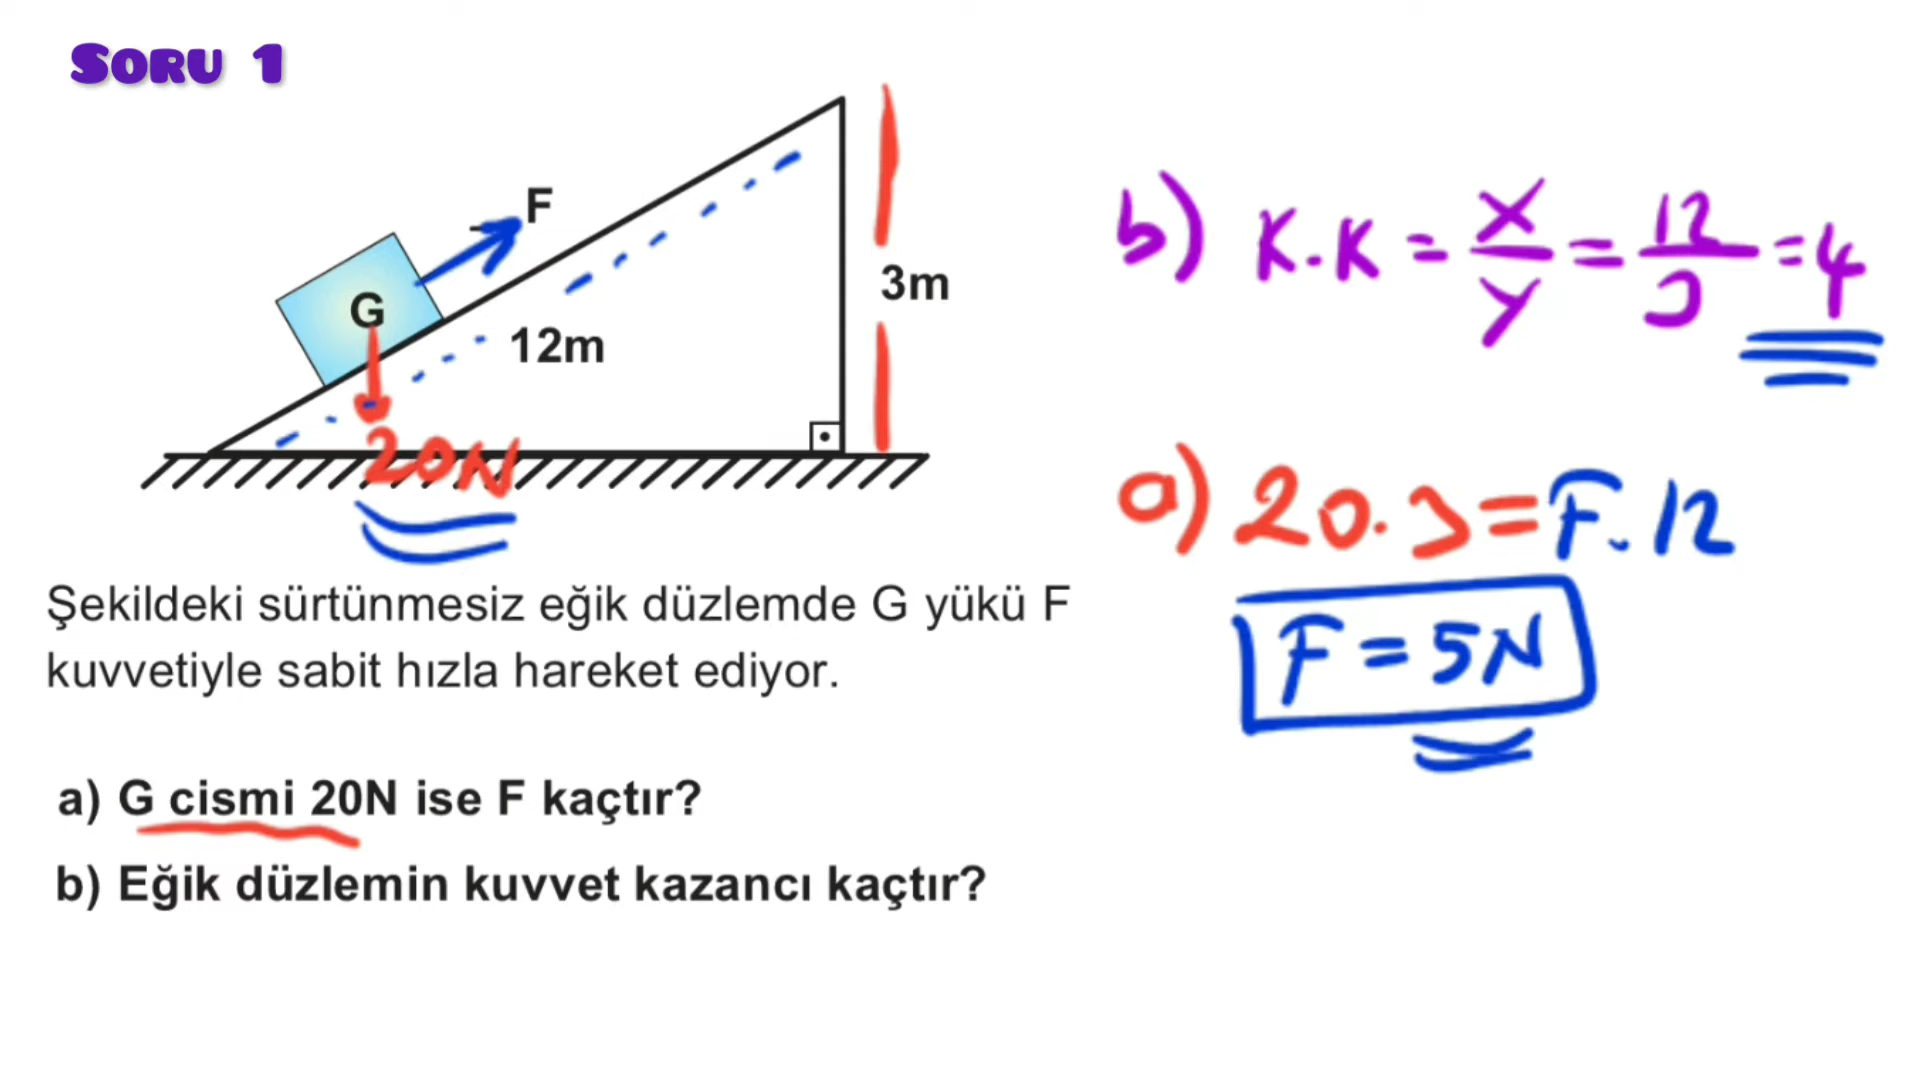 SORU 1
F
G
12m
3m
20N
Şekildeki sürtünmesiz eğik düzlemde G yükü F
kuvvetiyle sabit hızla hareket ediyor.
a) G cismi 20N ise F kaçtır?
b) Eğik düzlemin kuvvet kazancı kaçtır?
b) K.K = X/Y = 12/3 = 4
a) 20.3 = F.12
F = 5N